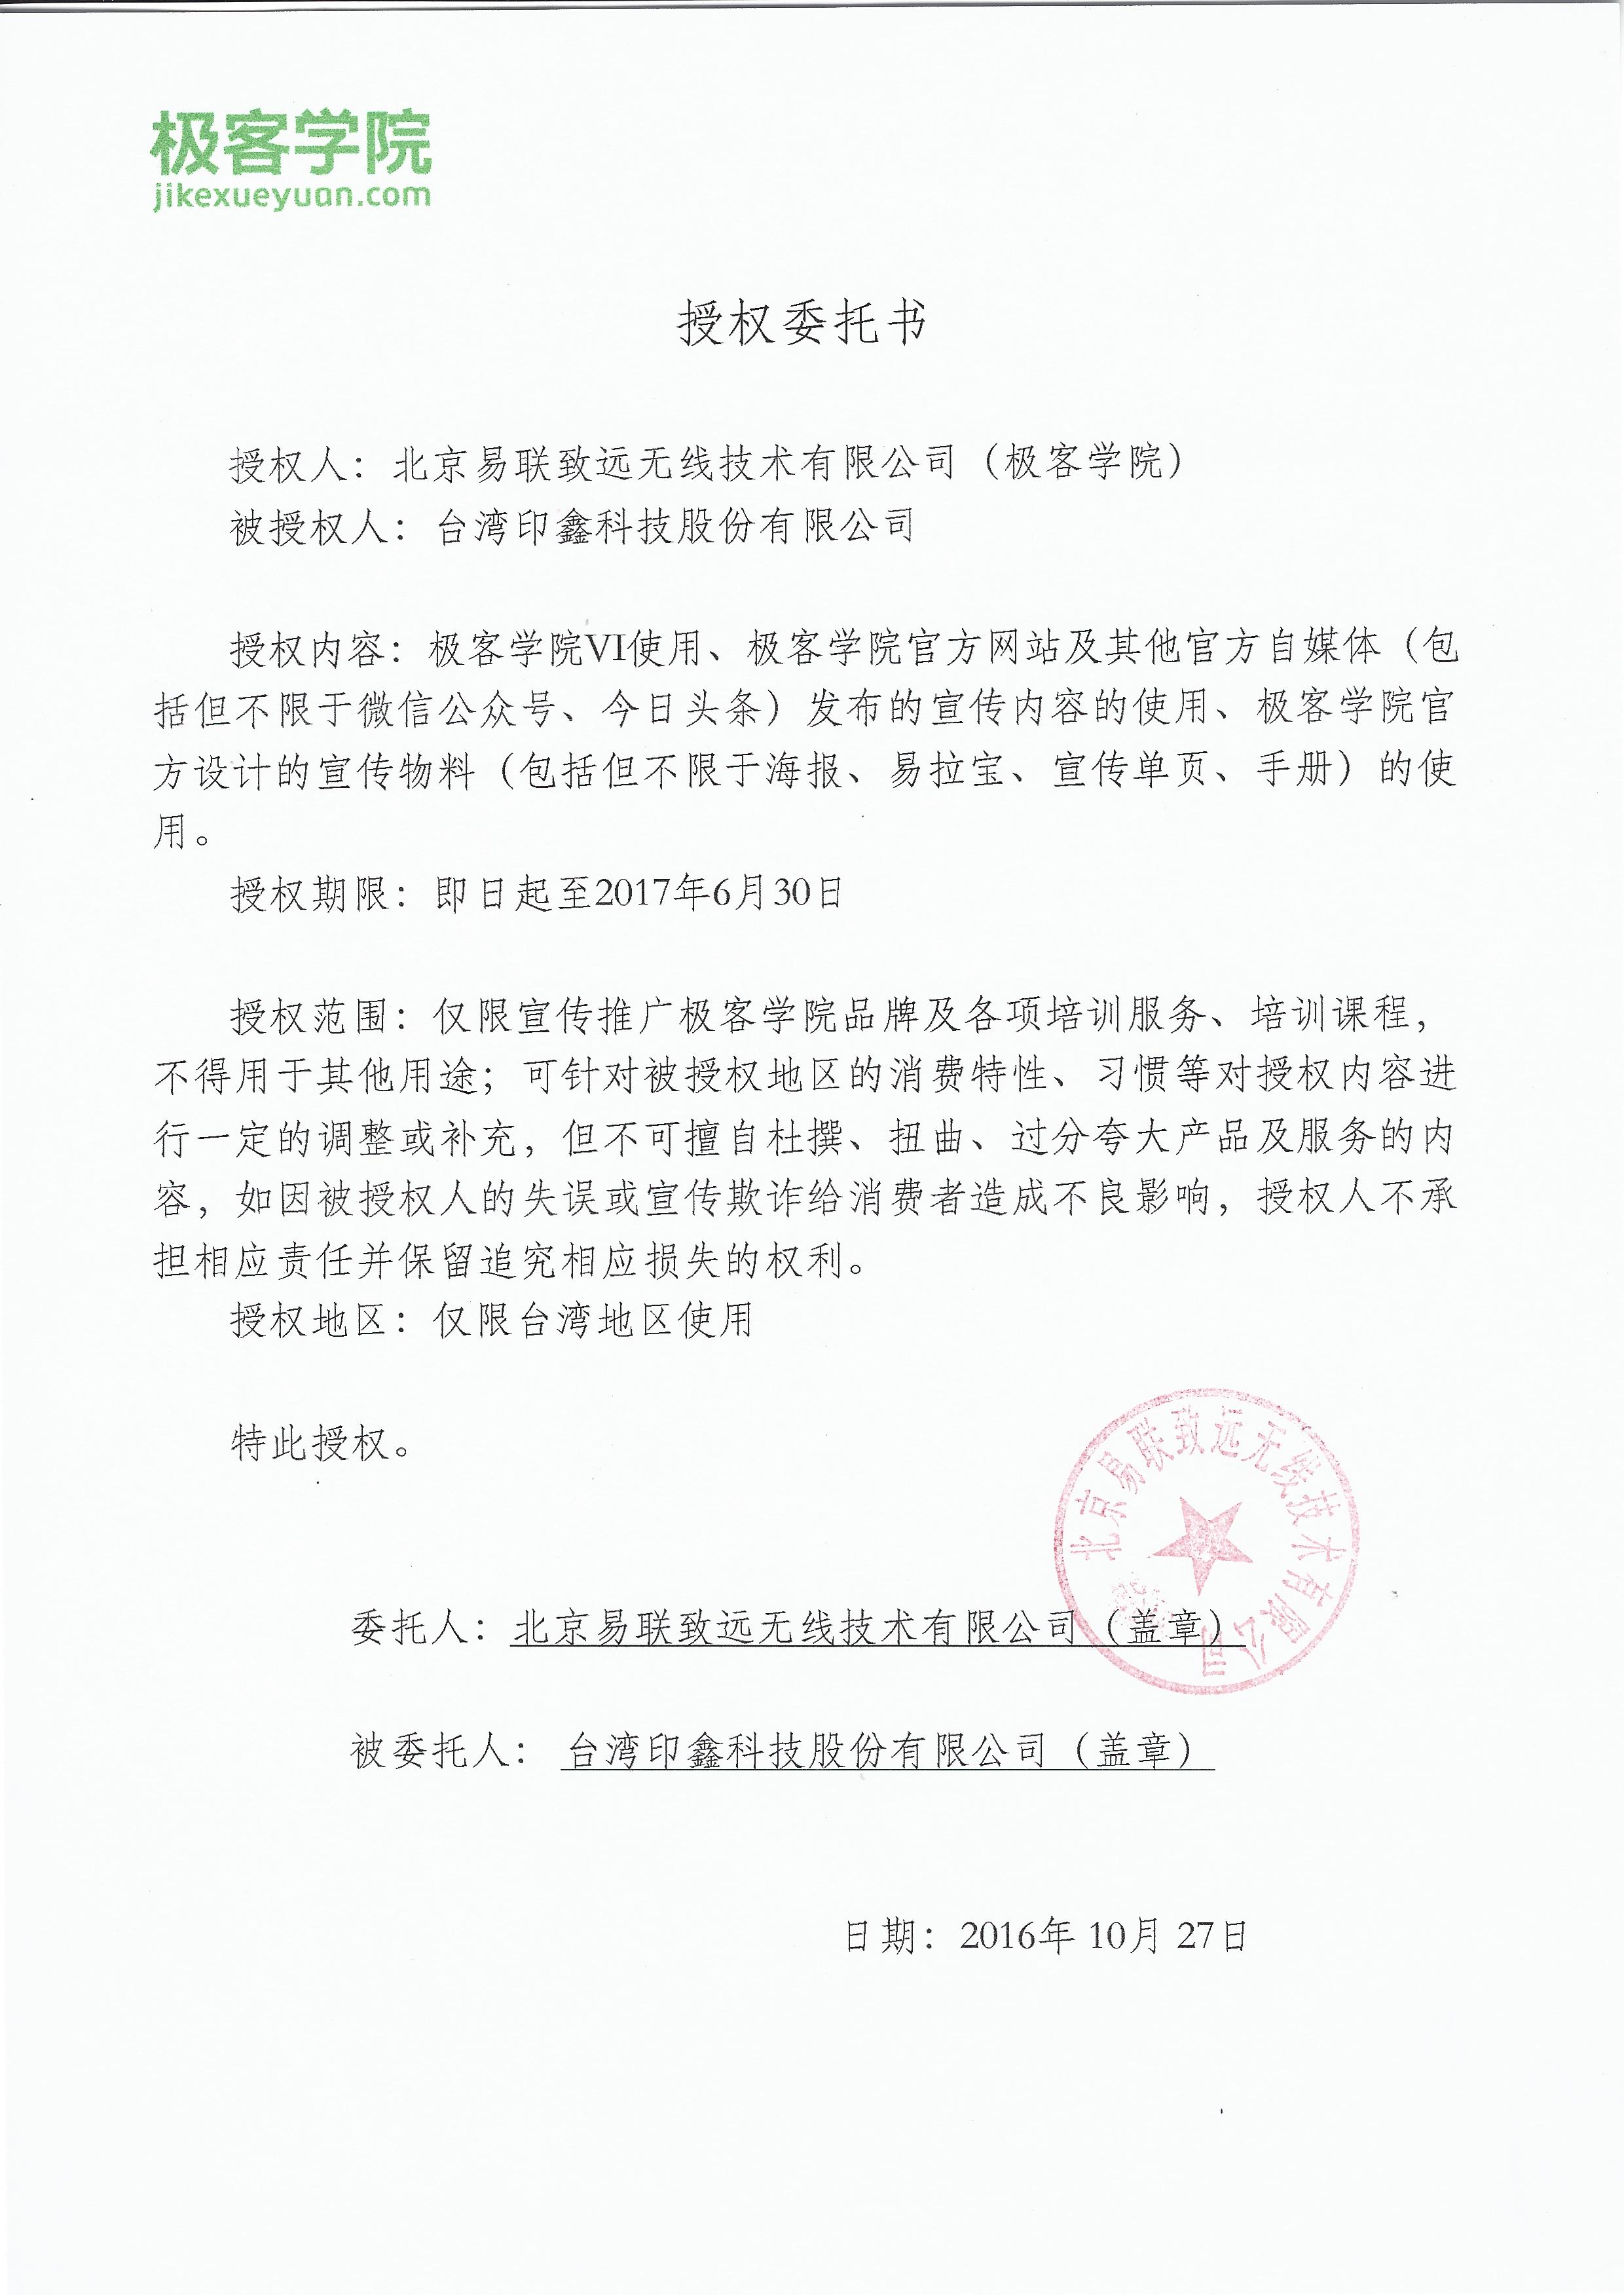 极客学院
jikexueyuan.com
授权委托书
授权人：北京易联致远无线技术有限公司（极客学院）
被授权人：台湾印鑫科技股份有限公司
授权内容：极客学院VI使用、极客学院官方网站及其他官方自媒体（包
括但不限于微信公众号、今日头条）发布的宣传内容的使用、极客学院官
方设计的宣传物料（包括但不限于海报、易拉宝、宣传单页、手册）的使
用。
授权期限：即日起至2017年6月30日
授权范围：仅限宣传推广极客学院品牌及各项培训服务、培训课程，
不得用于其他用途；可针对被授权地区的消费特性、习惯等对授权内容进
行一定的调整或补充，但不可擅自杜撰、扭曲、过分夸大产品及服务的内
容，如因被授权人的失误或宣传欺诈给消费者造成不良影响，授权人不承
担相应责任并保留追究相应损失的权利。
授权地区：仅限台湾地区使用
特此授权。
北京易联致远无线技术有限公司
委托人：北京易联致远无线技术有限公司（盖章）
被委托人：台湾印鑫科技股份有限公司（盖章）
日期：2016年 10月 27日